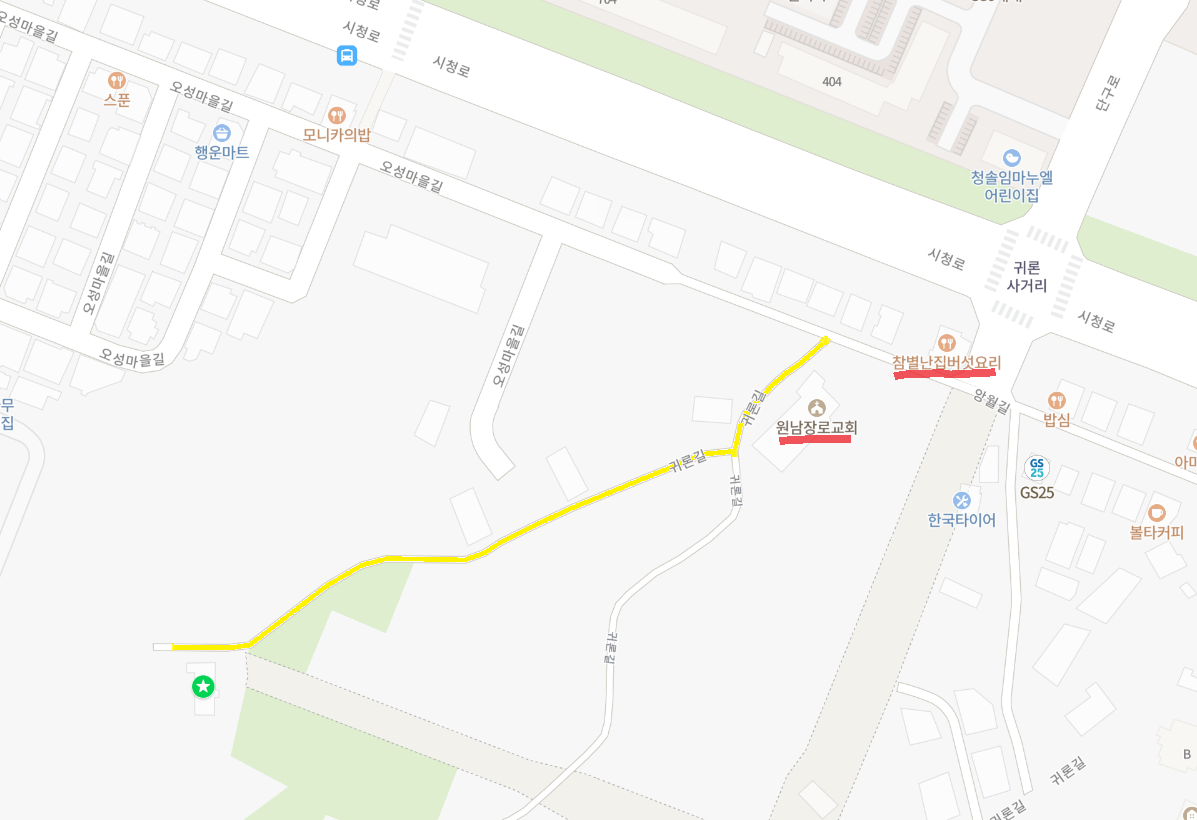 시청로
시청로
시청로
오성마을길
오성마을길
스푼
404
단구로
모니카의밥
행운마트
오성마을길
청솔임마누엘
어린이집
시청로
귀론
사거리
시청로
오성마을길
오성마을길
오성마을길
참별난집버섯요리
앙월길
밥심
귀론길
원남장로교회
귀론길
귀론길
GS
25
GS25
한국타이어
볼타커피
귀론길
귀론길
귀론길
B